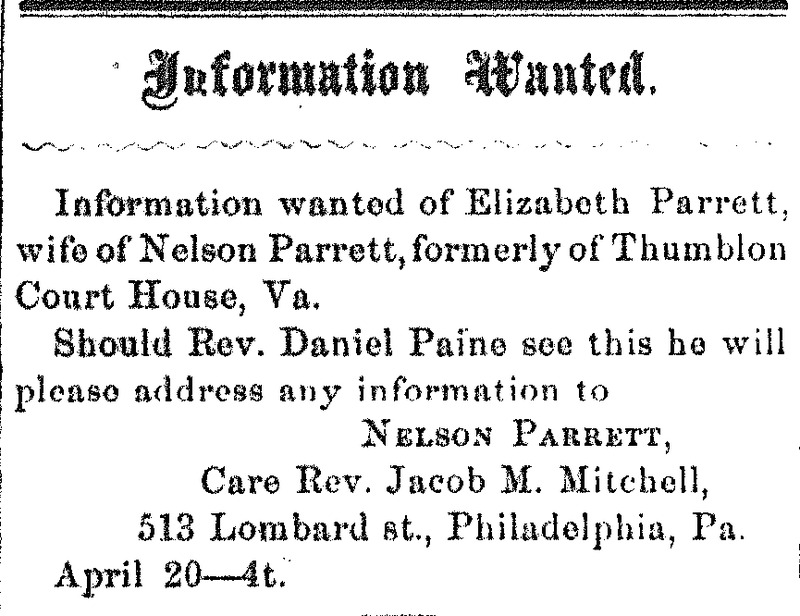 Information Wanted.
Information wanted of Elizabeth Parrett,
wife of Nelson Parrett, formerly of Thumblon
Court House, Va.
Should Rev. Daniel Paine see this he will
please address any information to
NELSON PARRETT,
Care Rev. Jacob M. Mitchell,
513 Lombard st., Philadelphia, Pa.
April 20—4t.